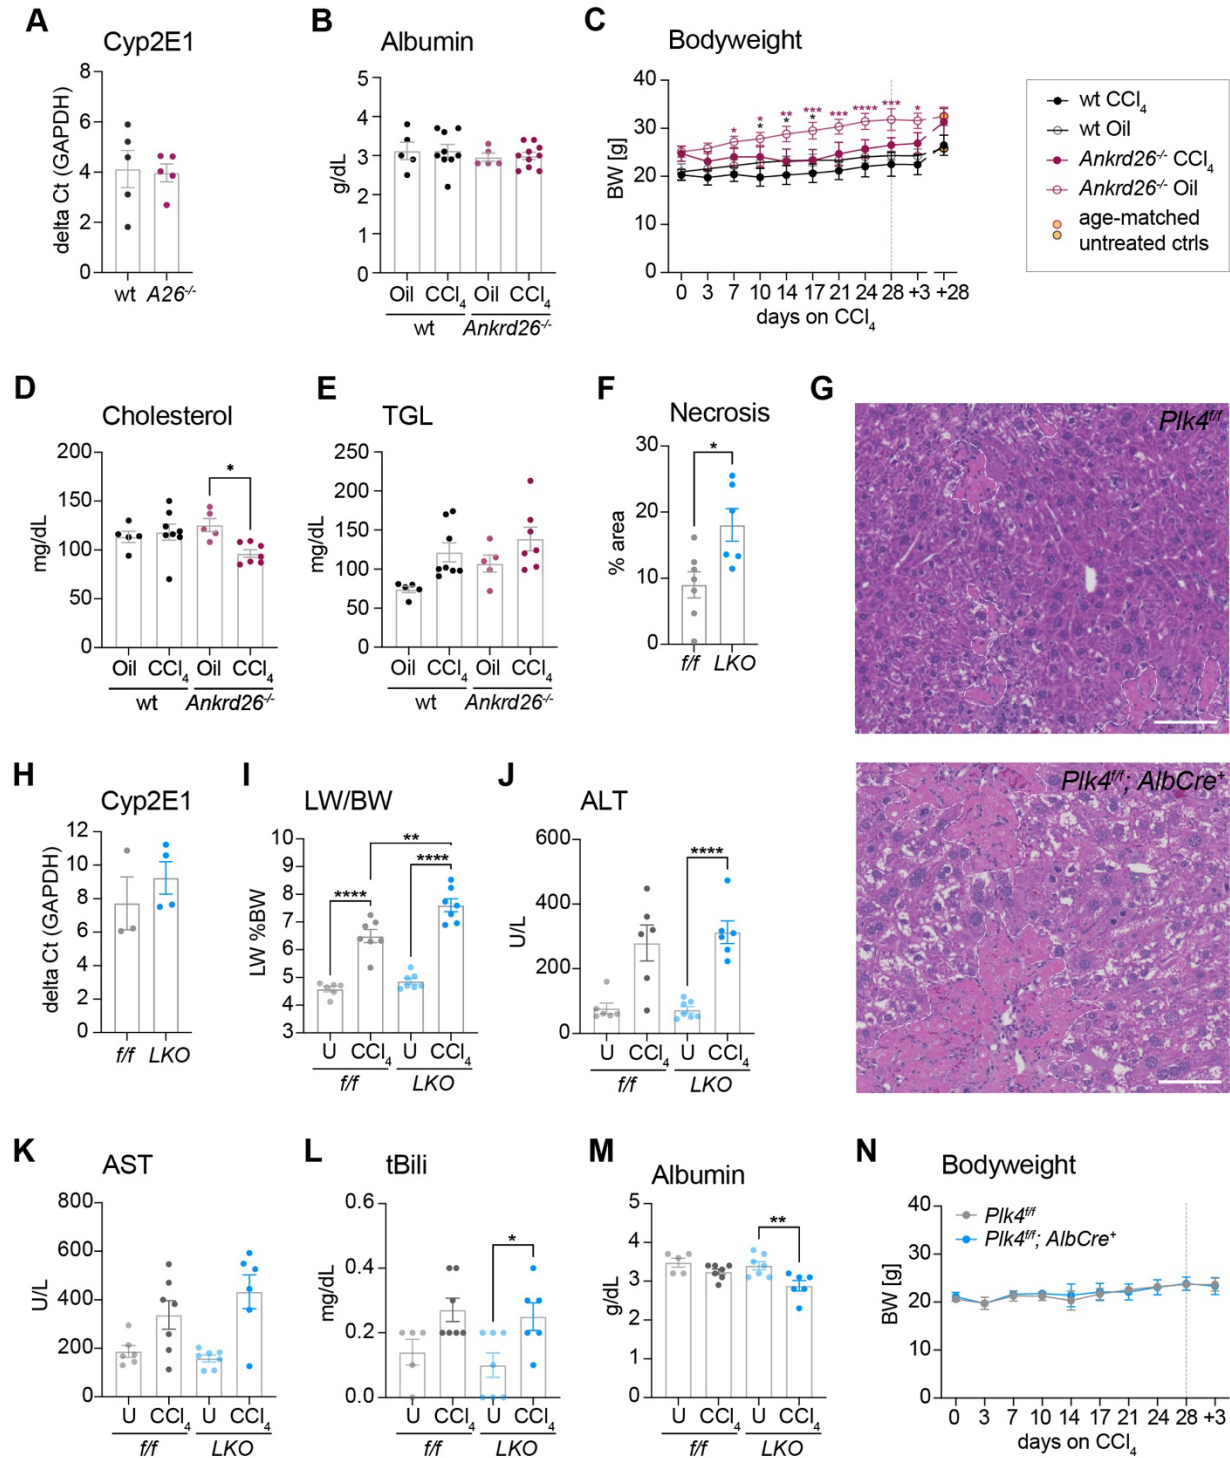 A
Cyp2E1
delta Ct (GAPDH)
8
6
4
2
0
wt
A26-/-
B
Albumin
g/dL
5
4
3
2
1
0
Oil CCl4 Oil CCl4
wt Ankrd26-/-
C
Bodyweight
BW [g]
40
30
20
10
0
* * ** *** *** **** *** *
* * *
0 3 7 10 14 17 21 24 28 +3 +28
days on CCl4
wt CCl4
wt Oil
Ankrd26-/- CCl4
Ankrd26-/- Oil
age-matched
untreated ctrls
D
Cholesterol
mg/dL
200
150
100
50
0
*
Oil CCl4 Oil CCl4
wt Ankrd26-/-
E
TGL
mg/dL
250
200
150
100
50
0
Oil CCl4 Oil CCl4
wt Ankrd26-/-
F
Necrosis
% area
30
20
10
0
*
f/f LKO
G
Plk4f/f
Plk4f/f; AlbCre+
H
Cyp2E1
delta Ct (GAPDH)
12
10
8
6
4
2
0
f/f LKO
I
LW/BW
LW %BW
10
9
8
7
6
5
4
3
**
****
****
U CCl4 U CCl4
f/f LKO
J
ALT
U/L
600
400
200
0
****
U CCl4 U CCl4
f/f LKO
K
AST
U/L
800
600
400
200
0
U CCl4 U CCl4
f/f LKO
L
tBili
mg/dL
0.6
0.4
0.2
0.0
*
U CCl4 U CCl4
f/f LKO
M
Albumin
g/dL
5
4
3
2
1
0
**
U CCl4 U CCl4
f/f LKO
N
Bodyweight
BW [g]
40
30
20
10
0
Plk4f/f
Plk4f/f; AlbCre+
0 3 7 10 14 17 21 24 28 +3
days on CCl4